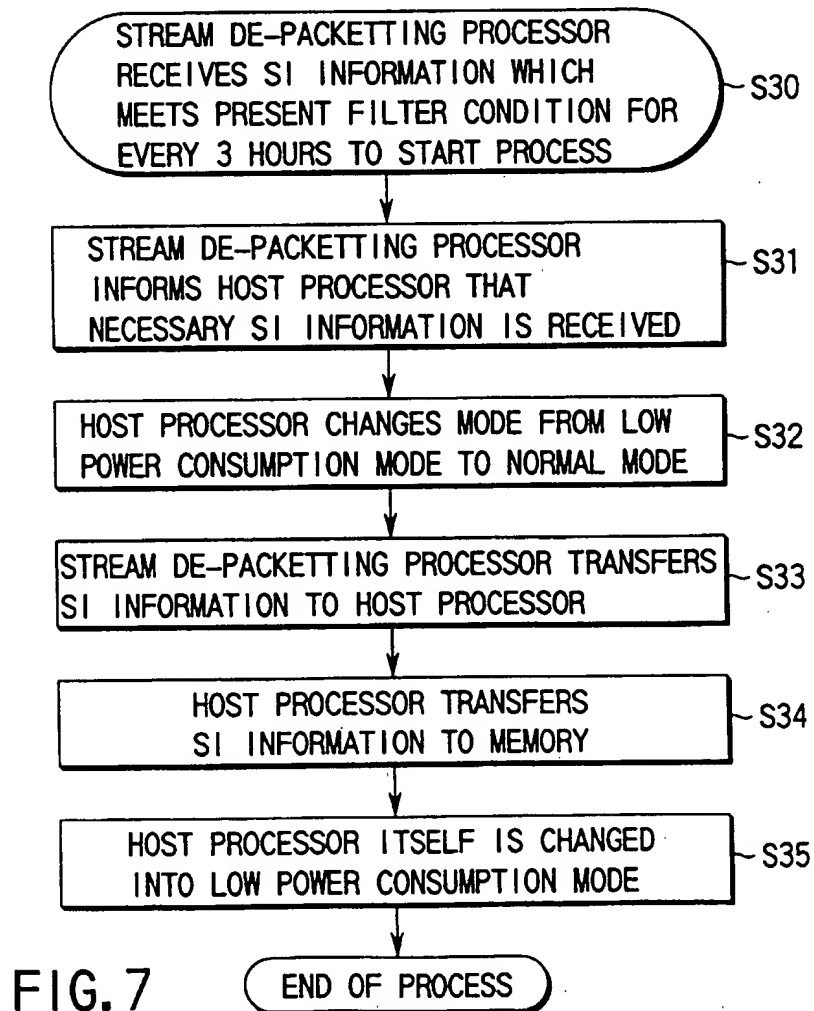 STREAM DE-PACKETTING PROCESSOR
RECEIVES SI INFORMATION WHICH
MEETS PRESENT FILTER CONDITION FOR
EVERY 3 HOURS TO START PROCESS
S30
STREAM DE-PACKETTING PROCESSOR
INFORMS HOST PROCESSOR THAT
NECESSARY SI INFORMATION IS RECEIVED
S31
HOST PROCESSOR CHANGES MODE FROM LOW
POWER CONSUMPTION MODE TO NORMAL MODE
S32
STREAM DE-PACKETTING PROCESSOR TRANSFERS
SI INFORMATION TO HOST PROCESSOR
S33
HOST PROCESSOR TRANSFERS
SI INFORMATION TO MEMORY
S34
HOST PROCESSOR ITSELF IS CHANGED
INTO LOW POWER CONSUMPTION MODE
S35
END OF PROCESS
FIG. 7